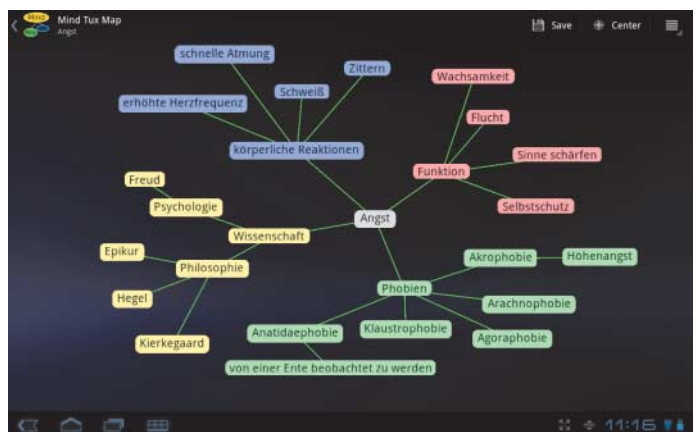 Mind
Map
Mind Tux Map
Angst
Save
Center
schnelle Atmung
Zittern
Schweiß
erhöhte Herzfrequenz
körperliche Reaktionen
Wachsamkeit
Flucht
Sinne schärfen
Funktion
Selbstschutz
Freud
Psychologie
Angst
Wissenschaft
Epikur
Philosophie
Hegel
Kierkegaard
Akrophobie
Höhenangst
Phobien
Arachnophobie
Klaustrophobie
Anatidaephobie
Agoraphobie
von einer Ente beobachtet zu werden
11:16